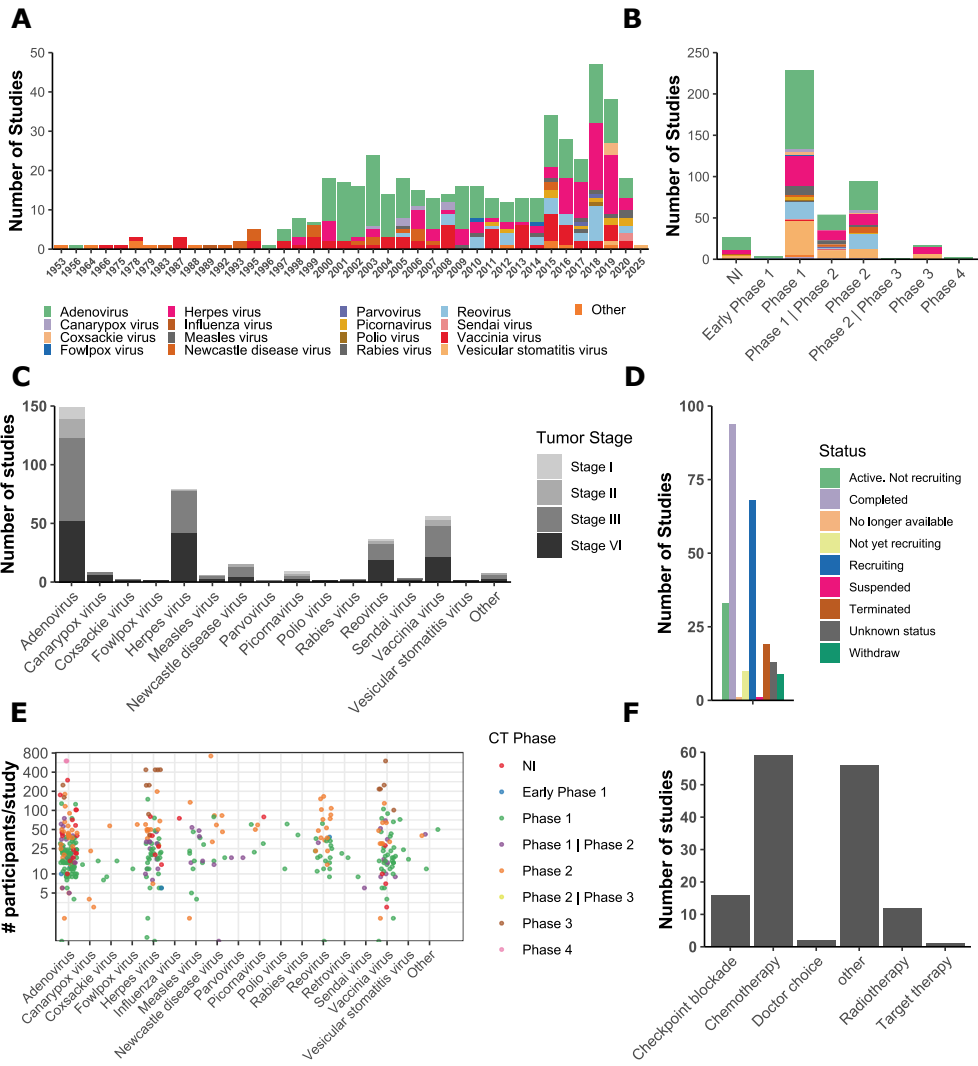 A
Number of Studies
50
40
30
20
10
0
1953 1956 1964 1966 1975 1978 1979 1983 1987 1989 1992 1993 1995 1996 1997 1998 1999 2000 2001 2002 2003 2004 2005 2006 2007 2008 2009 2010 2011 2012 2013 2014 2015 2016 2017 2018 2019 2020 2025
Adenovirus Herpes virus Parvovirus Reovirus Other
Canarypox virus Influenza virus Picornavirus Sendai virus
Coxsackie virus Measles virus Polio virus Vaccinia virus
Fowlpox virus Newcastle disease virus Rabies virus Vesicular stomatitis virus
B
Number of Studies
250
200
150
100
50
0
NI
Early Phase 1
Phase 1
Phase 1 | Phase 2
Phase 2
Phase 2 | Phase 3
Phase 3
Phase 4
C
Number of studies
150
100
50
0
Adenovirus
Canarypox virus
Coxsackie virus
Fowlpox virus
Herpes virus
Measles virus
Newcastle disease virus
Parvovirus
Picornavirus
Polio virus
Rabies virus
Reovirus
Sendai virus
Vaccinia virus
Vesicular stomatitis virus
Other
Tumor Stage
Stage I
Stage II
Stage III
Stage VI
D
Number of Studies
100
75
50
25
0
Status
Active. Not recruiting
Completed
No longer available
Not yet recruiting
Recruiting
Suspended
Terminated
Unknown status
Withdraw
E
# participants/study
800
400
200
100
50
25
10
5
Adenovirus
Canarypox virus
Coxsackie virus
Fowlpox virus
Herpes virus
Influenza virus
Measles virus
Newcastle disease virus
Parvovirus
Picornavirus
Polio virus
Rabies virus
Reovirus
Retrovirus
Sendai virus
Vaccinia virus
Vesicular stomatitis virus
Other
CT Phase
NI
Early Phase 1
Phase 1
Phase 1 | Phase 2
Phase 2
Phase 2 | Phase 3
Phase 3
Phase 4
F
Number of studies
60
50
40
30
20
10
0
Checkpoint blockade
Chemotherapy
Doctor choice
other
Radiotherapy
Target therapy